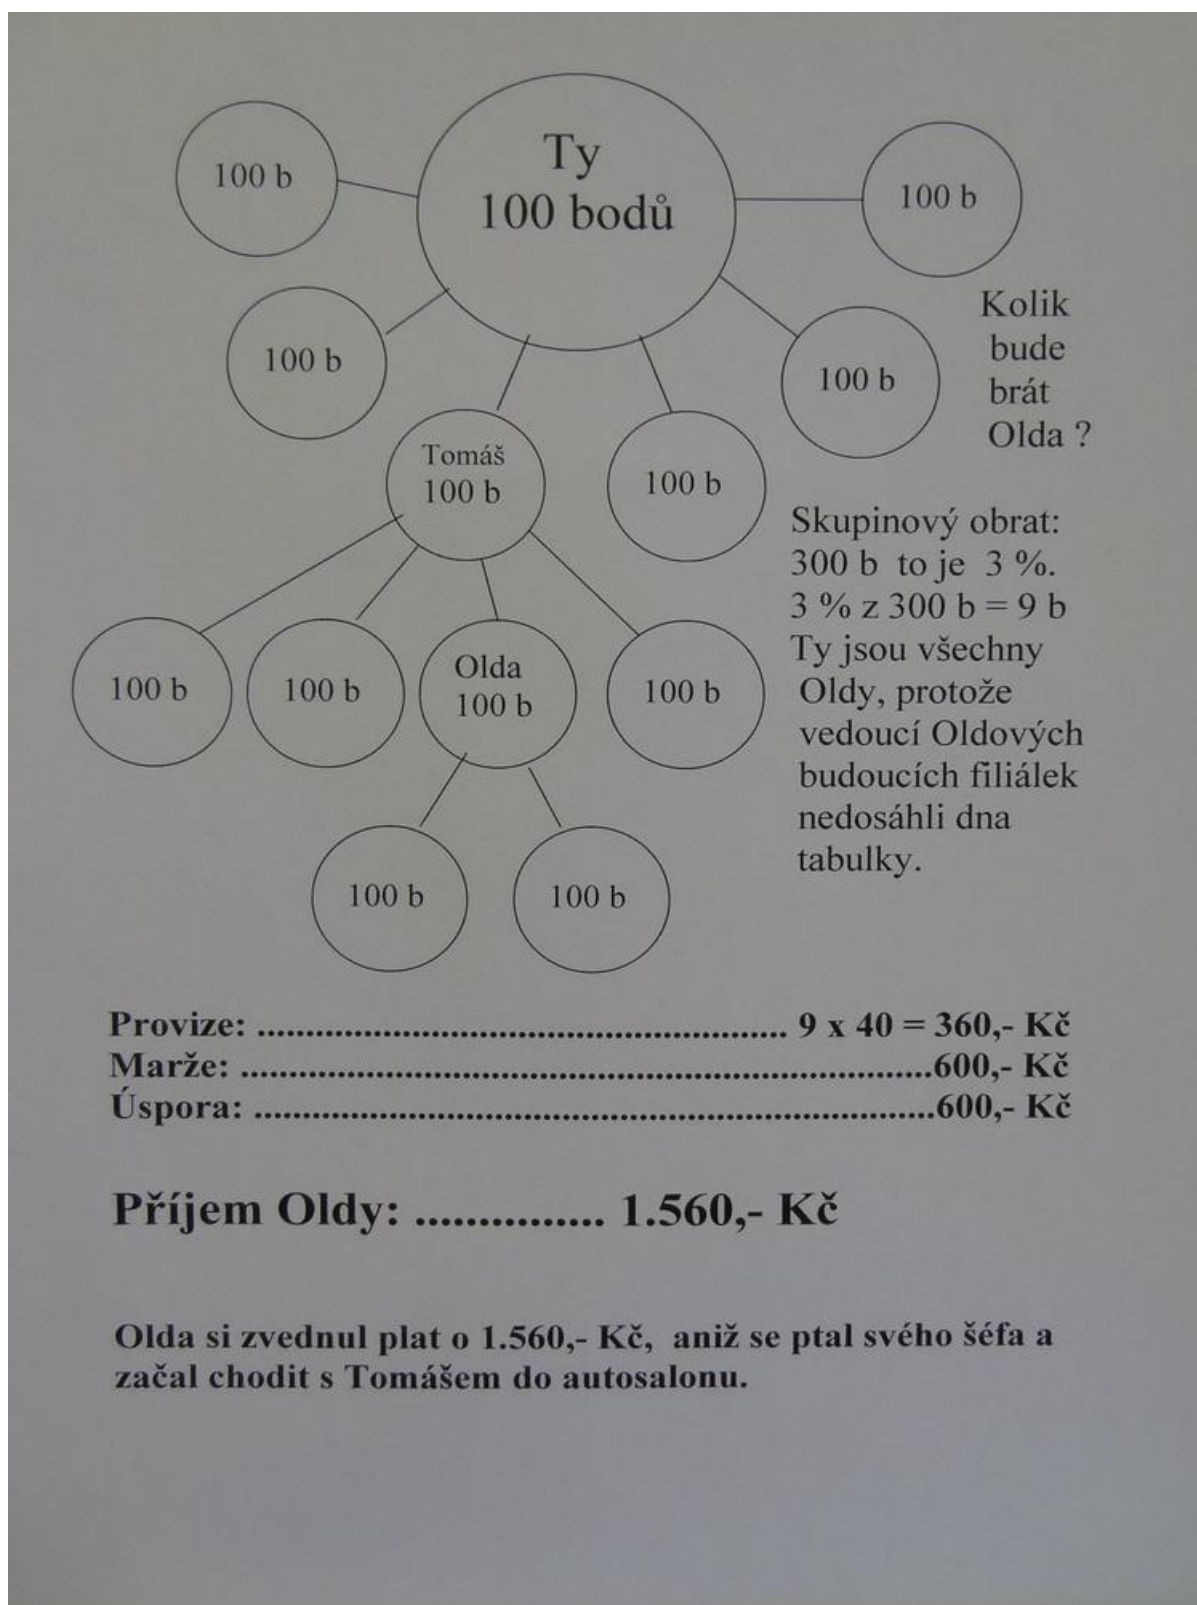 Ty
100 bodů
100 b
100 b
100 b
100 b
Kolik
bude
brát
Olda ?
Tomáš
100 b
100 b
Skupinový obrat:
300 b to je 3 %.
3 % z 300 b = 9 b
Ty jsou všechny
Oldy, protože
vedoucí Oldových
budoucích filiálek
nedosáhli dna
tabulky.
100 b
100 b
Olda
100 b
100 b
100 b
100 b
Provize: ...................................................... 9 x 40 = 360,- Kč
Marže: ......................................................................600,- Kč
Úspora: .....................................................................600,- Kč
Příjem Oldy: ............... 1.560,- Kč
Olda si zvednul plat o 1.560,- Kč, aniž se ptal svého šéfa a
začal chodit s Tomášem do autosalonu.